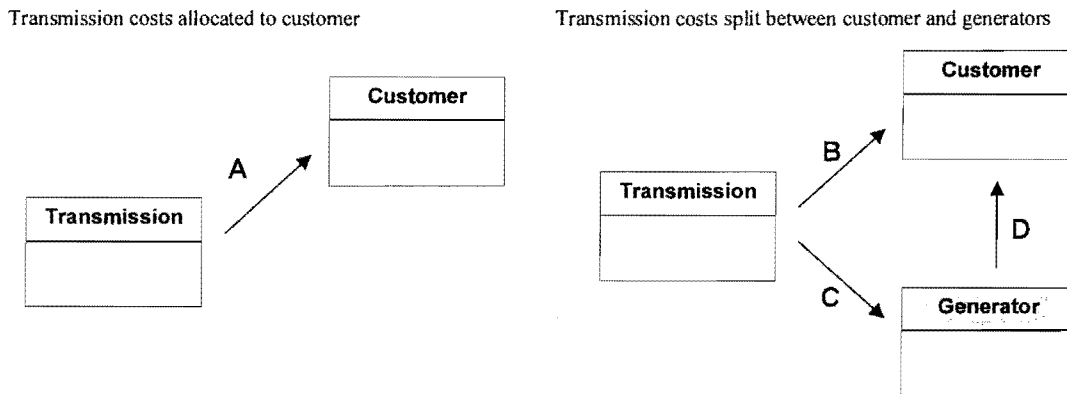 Transmission costs allocated to customer
Customer
A
Transmission
Transmission costs split between customer and generators
Customer
B
Transmission
D
C
Generator